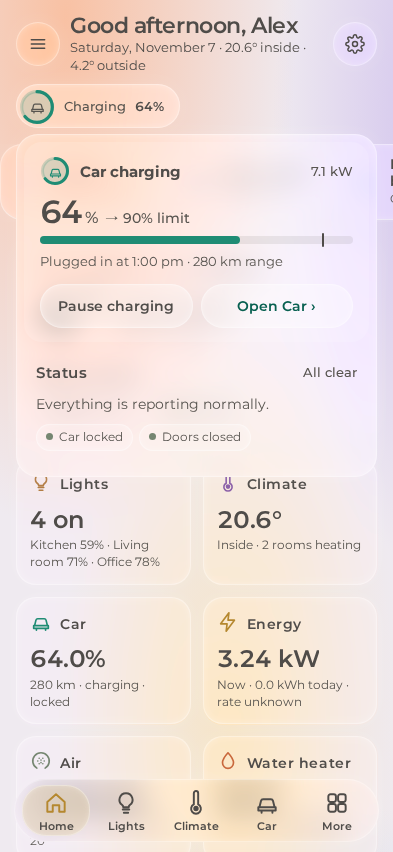 Good afternoon, Alex
Saturday, November 7 · 20.6° inside ·
4.2° outside
Charging 64%
Car charging 7.1 kW
64% → 90% limit
Plugged in at 1:00 pm · 280 km range
Pause charging Open Car ›
Status All clear
Everything is reporting normally.
Car locked Doors closed
Lights Climate
4 on 20.6°
Kitchen 59% · Living Inside · 2 rooms heating
room 71% · Office 78%
Car Energy
64.0% 3.24 kW
280 km · charging · Now · 0.0 kWh today ·
locked rate unknown
Air Water heater
Home Lights Climate Car More